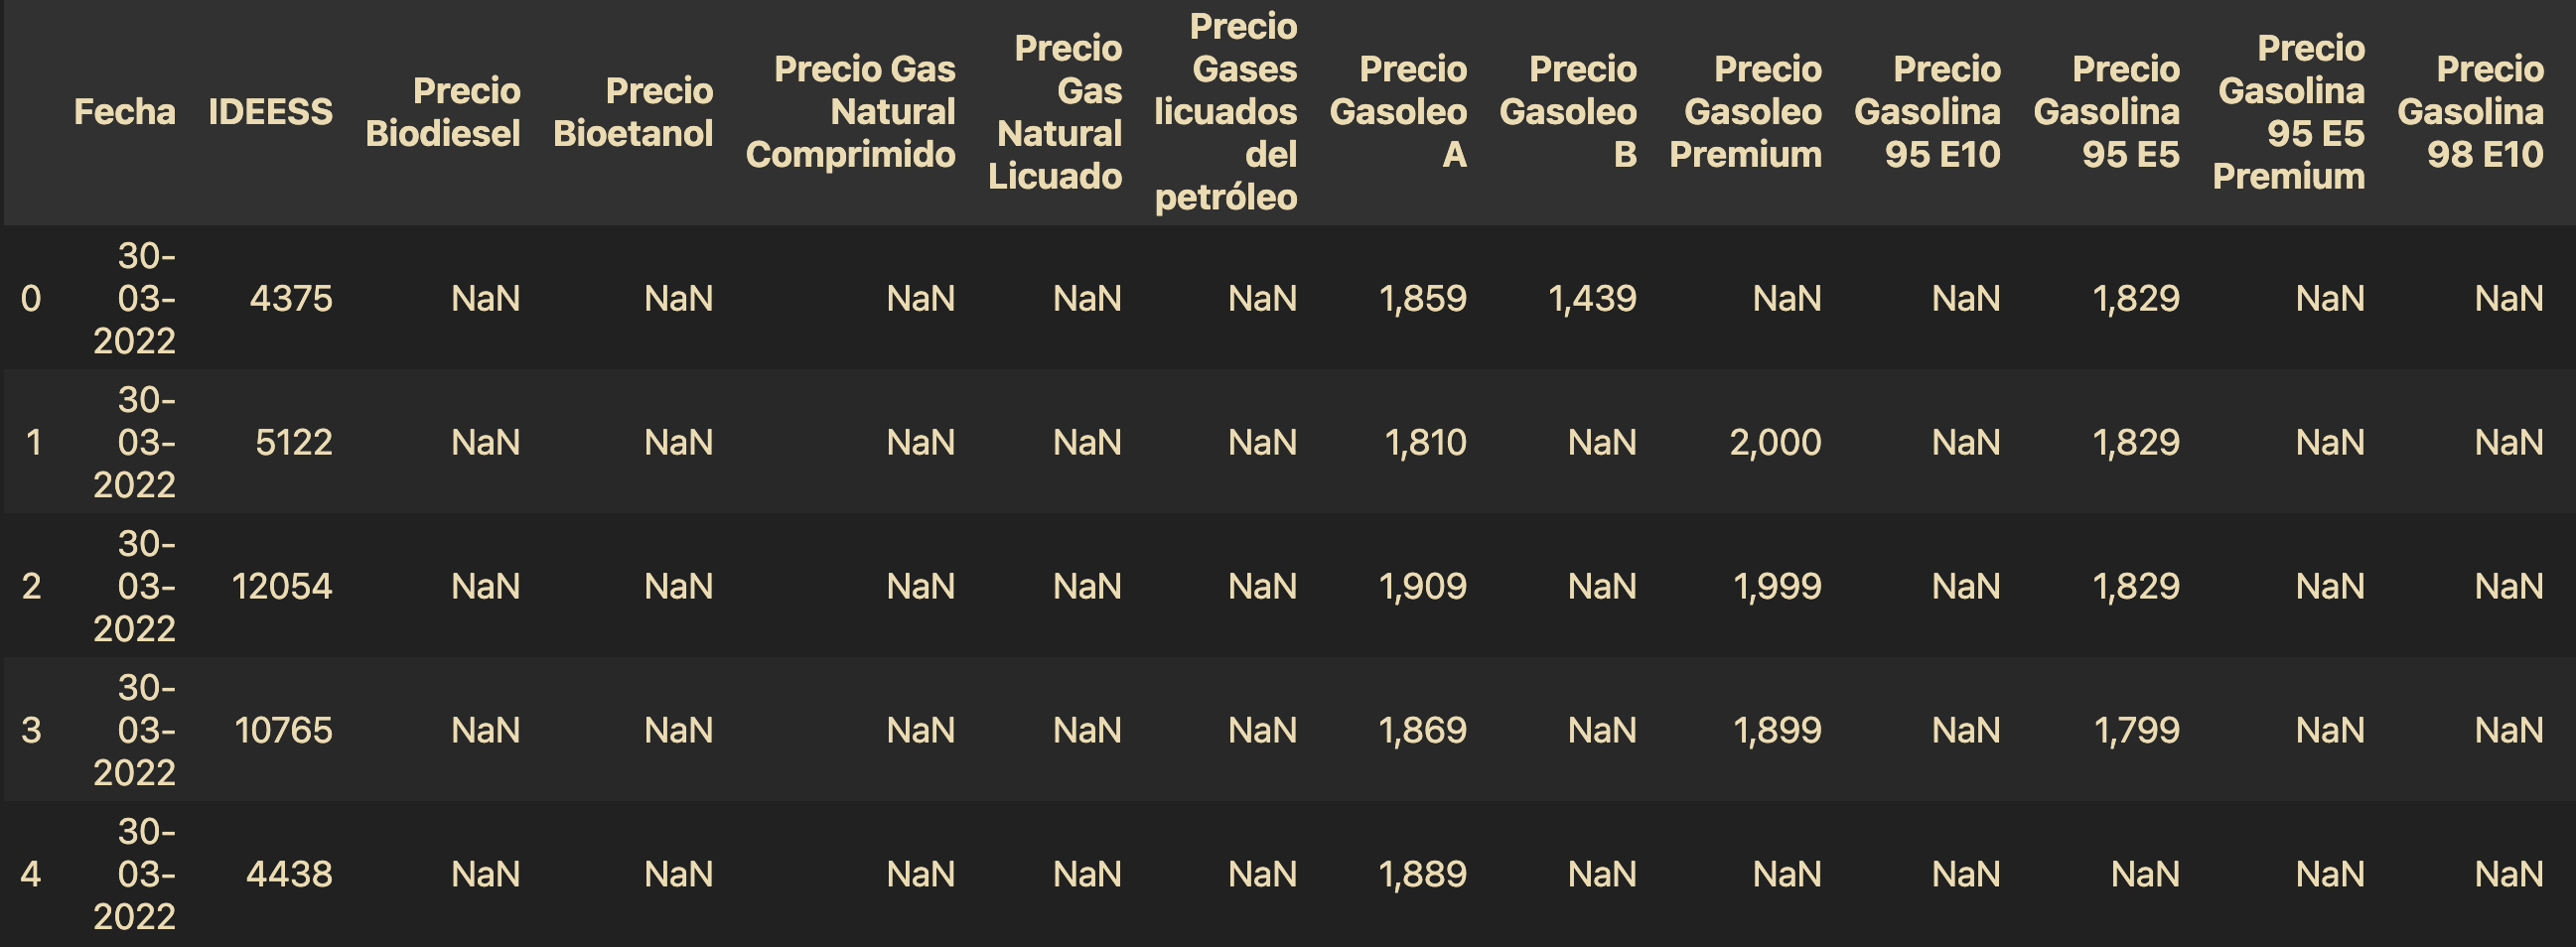 Fecha IDEESS Precio Biodiesel Precio Bioetanol Precio Gas Natural Comprimido Precio Gas Natural Licuado Precio Gases licuados del petróleo Precio Gasoleo A Precio Gasoleo B Precio Gasoleo Premium Precio Gasolina 95 E10 Precio Gasolina 95 E5 Precio Gasolina 95 E5 Premium Precio Gasolina 98 E10
0 30-03-2022 4375 NaN NaN NaN NaN NaN 1,859 1,439 NaN NaN 1,829 NaN NaN
1 30-03-2022 5122 NaN NaN NaN NaN NaN 1,810 NaN 2,000 NaN 1,829 NaN NaN
2 30-03-2022 12054 NaN NaN NaN NaN NaN 1,909 NaN 1,999 NaN 1,829 NaN NaN
3 30-03-2022 10765 NaN NaN NaN NaN NaN 1,869 NaN 1,899 NaN 1,799 NaN NaN
4 30-03-2022 4438 NaN NaN NaN NaN NaN 1,889 NaN NaN NaN NaN NaN NaN